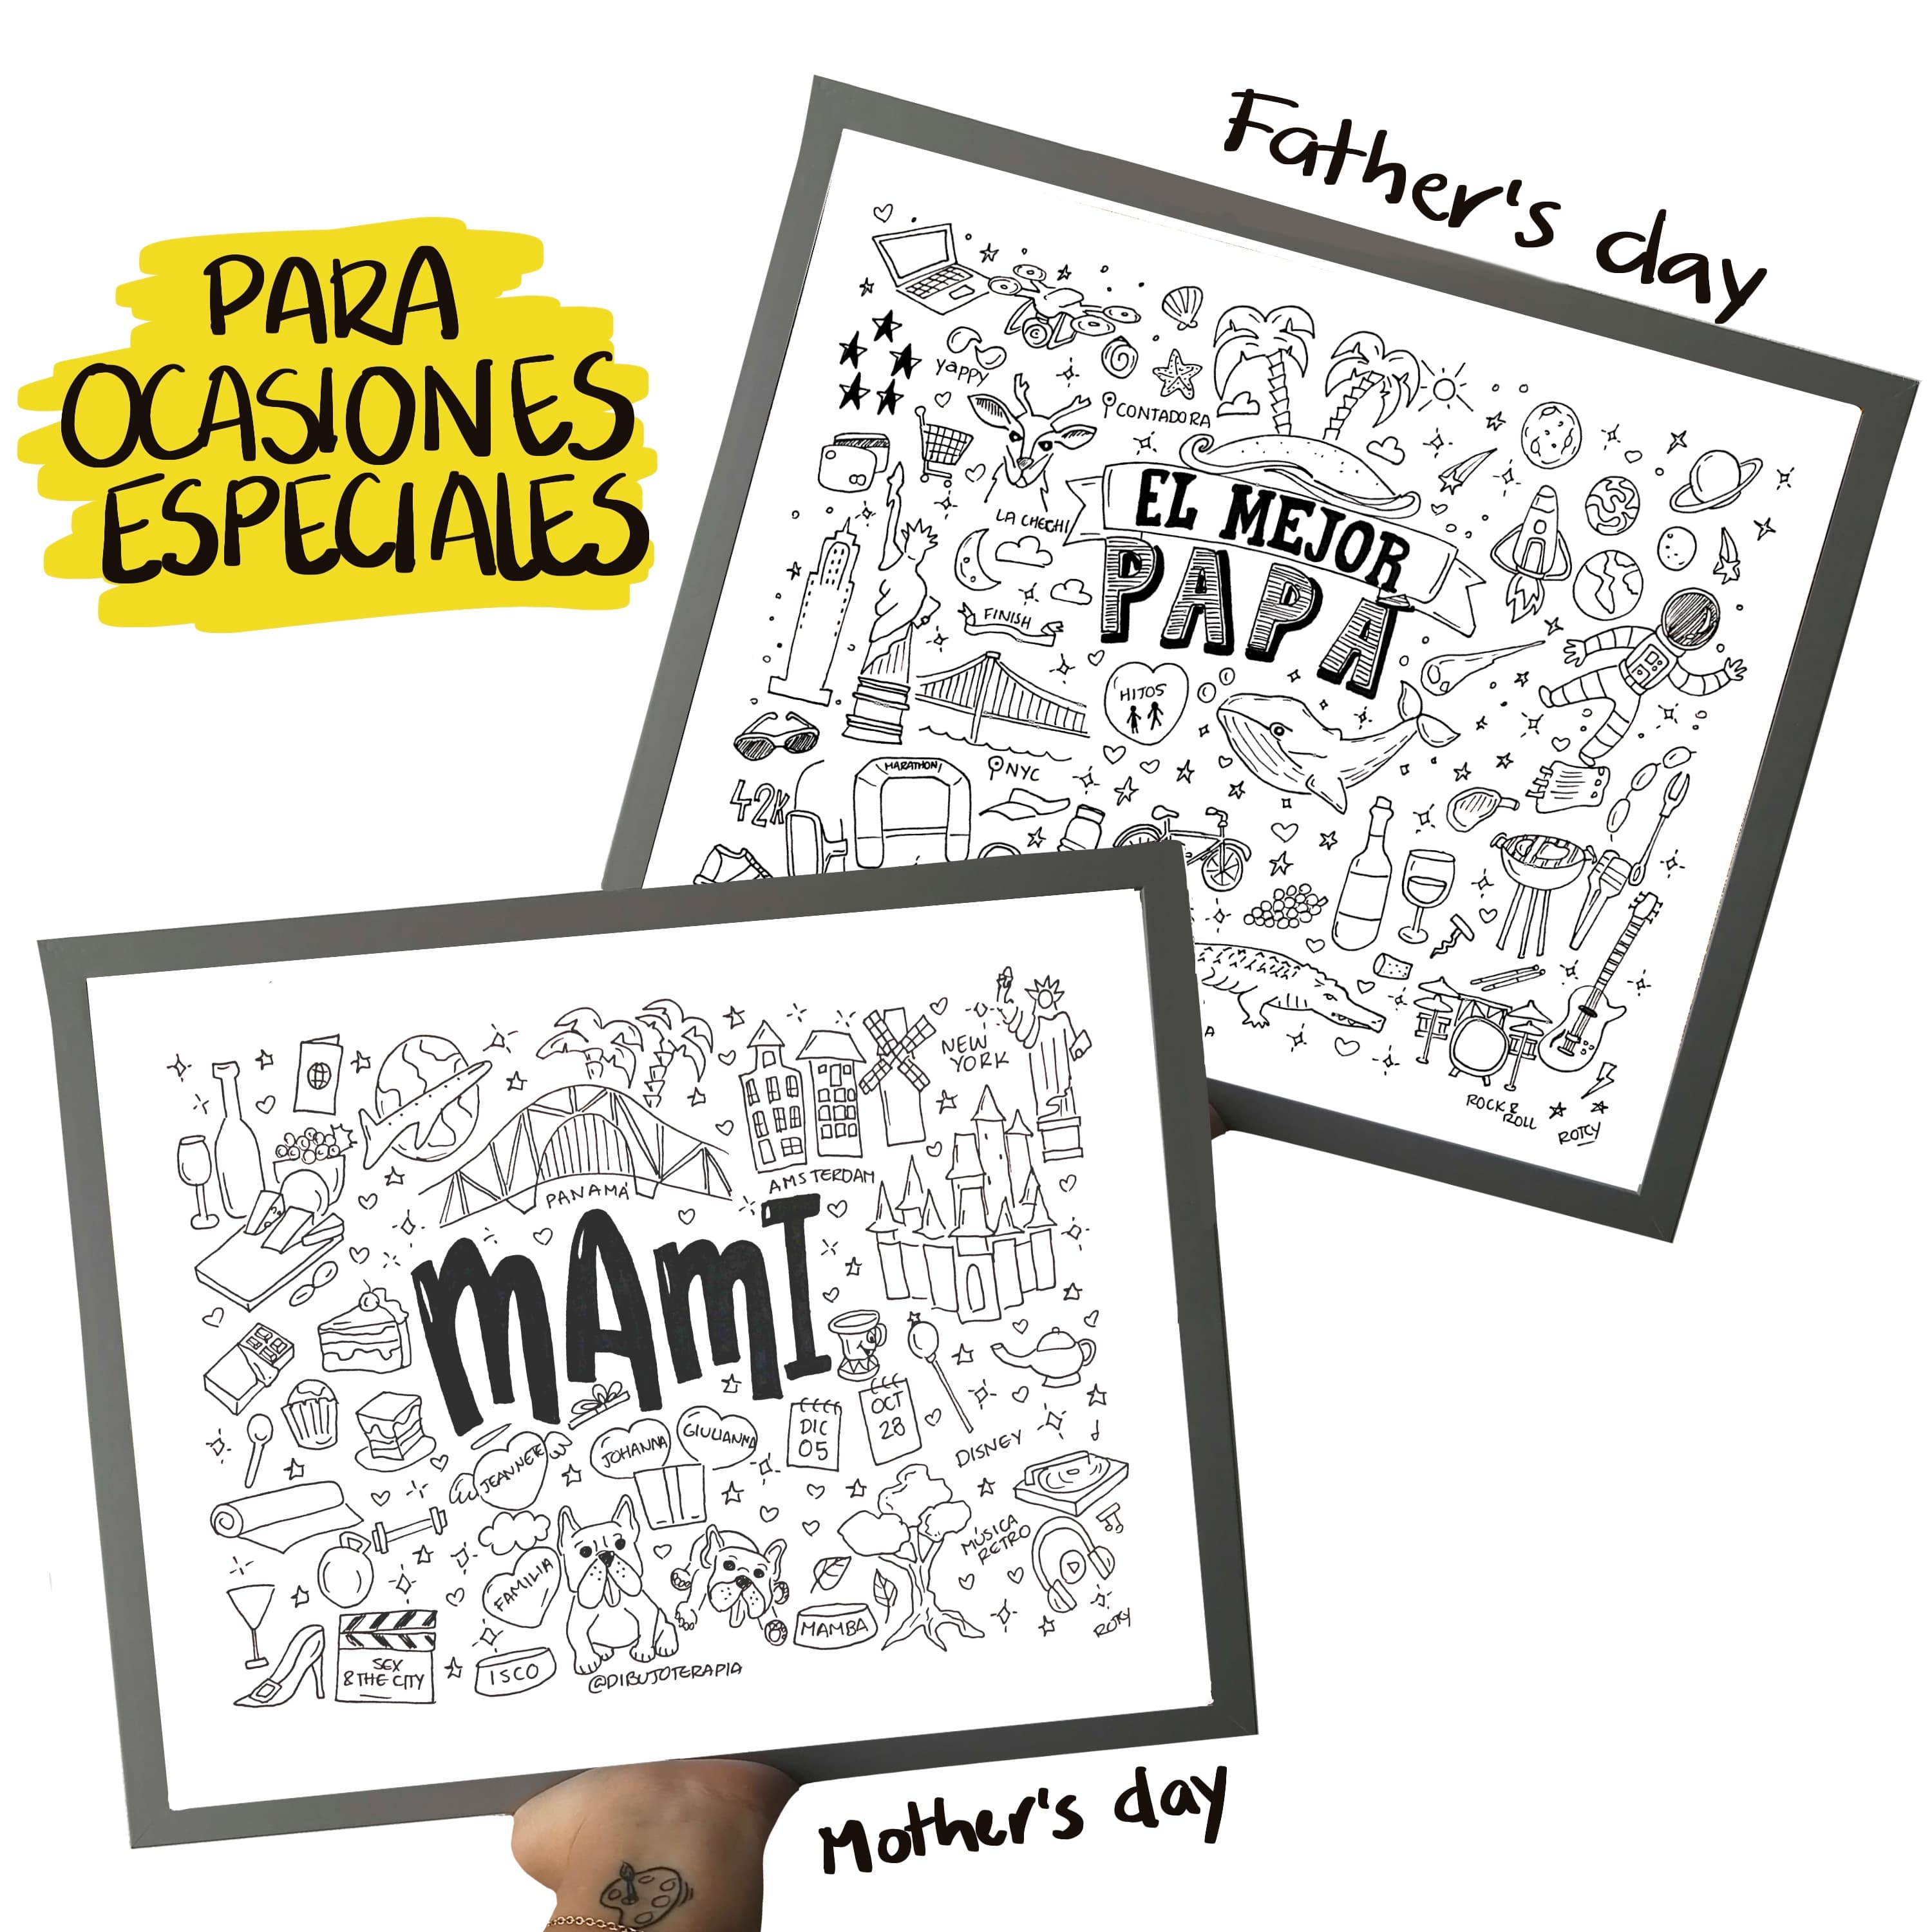 PARA
OCASIONES
ESPECIALES
Father's day
yappy
CONTADORA
LA CHECHI
EL MEJOR
PAPÁ
FINISH
HITOS
MARATHON
NYC
42K
A
ROCK &
ROLL
ROTCY
NEW
YORK
PANAMÁ
AMSTERDAM
MAMI
DIC
05
OCT
28
JEANNETE
JOHANNA
GIULIANNA
DISNEY
MÚSICA
RETRO
FAMILIA
MAMBA
SEX
& THE CITY
ISCO
@DIBUJOTERAPIA
ROTCY
Mother's day